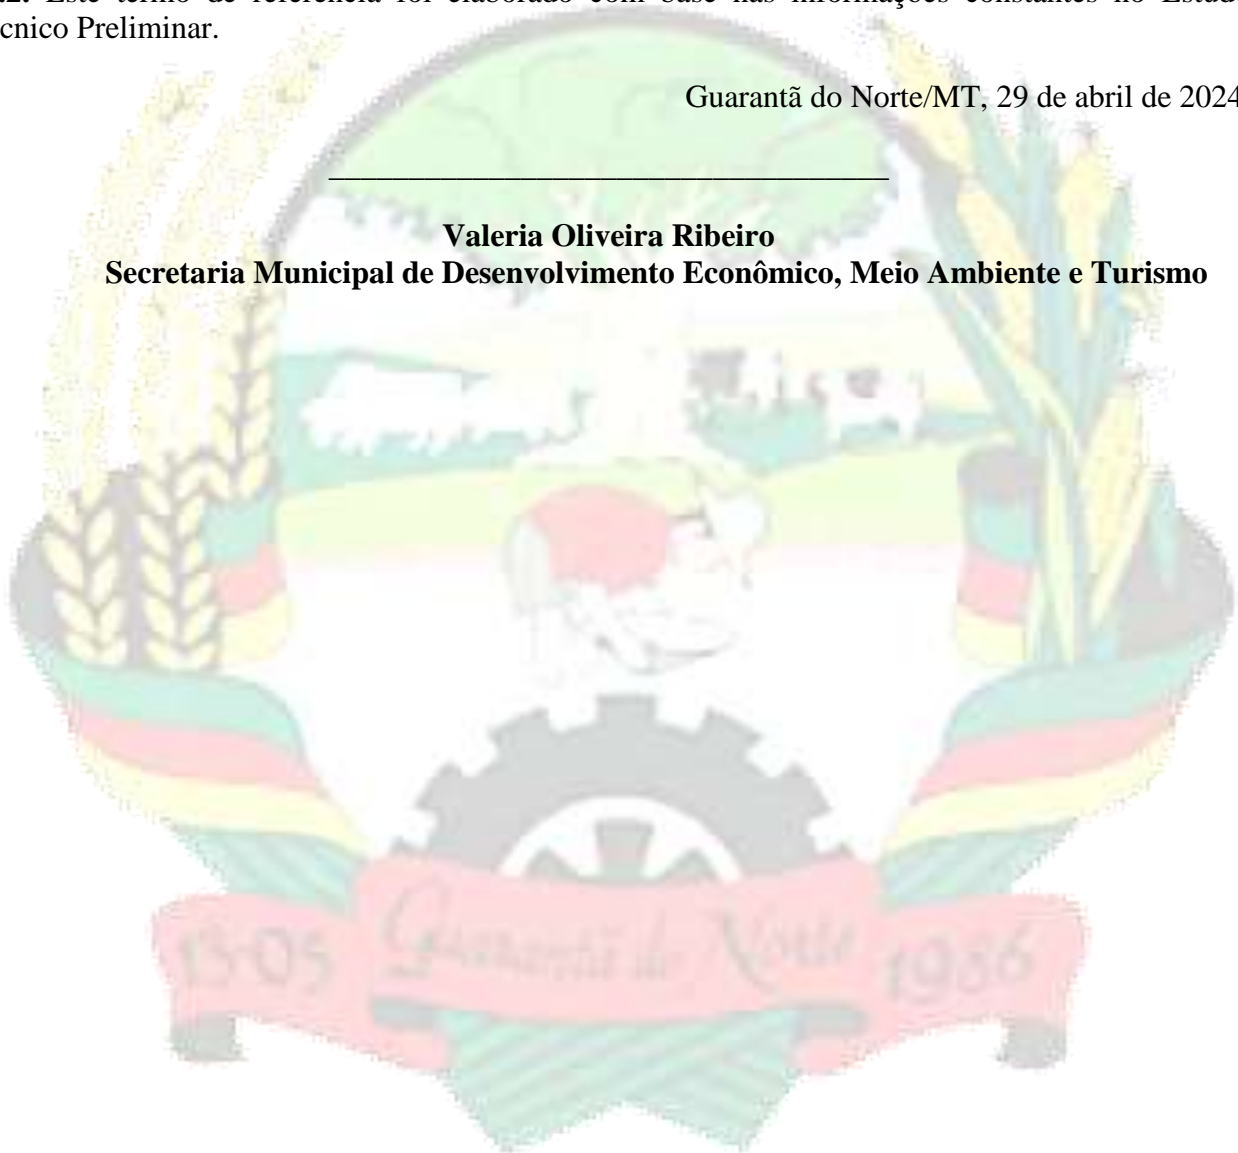 .2. Este termo de referência foi elaborado com base nas informações constantes no Estudo
cnico Preliminar.
Guarantã do Norte/MT, 29 de abril de 2024
Valeria Oliveira Ribeiro
Secretaria Municipal de Desenvolvimento Econômico, Meio Ambiente e Turismo
13-05 Guarantã do Norte 1986